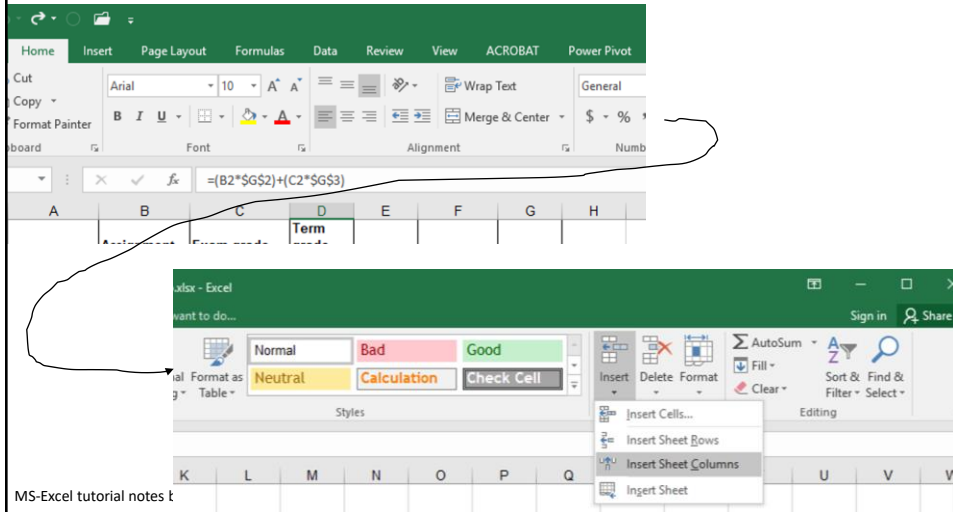 Home Insert Page Layout Formulas Data Review View ACROBAT Power Pivot
Cut
Copy
Format Painter
Arial 10 A A Wrap Text General
B I U A Merge & Center $ %
Font Alignment
fx =(B2*$G$2)+(C2*$G$3)
A B C D E F G H
Term
.xlsx - Excel
want to do...
Sign in Share
Normal Bad Good
Neutral Calculation Check Cell
Format as
Table
Styles
Insert Delete Format
AutoSum
Fill
Clear
Sort & Find &
Filter Select
Editing
Insert Cells...
Insert Sheet Rows
Insert Sheet Columns
Insert Sheet
K L M N O P Q U V
MS-Excel tutorial notes